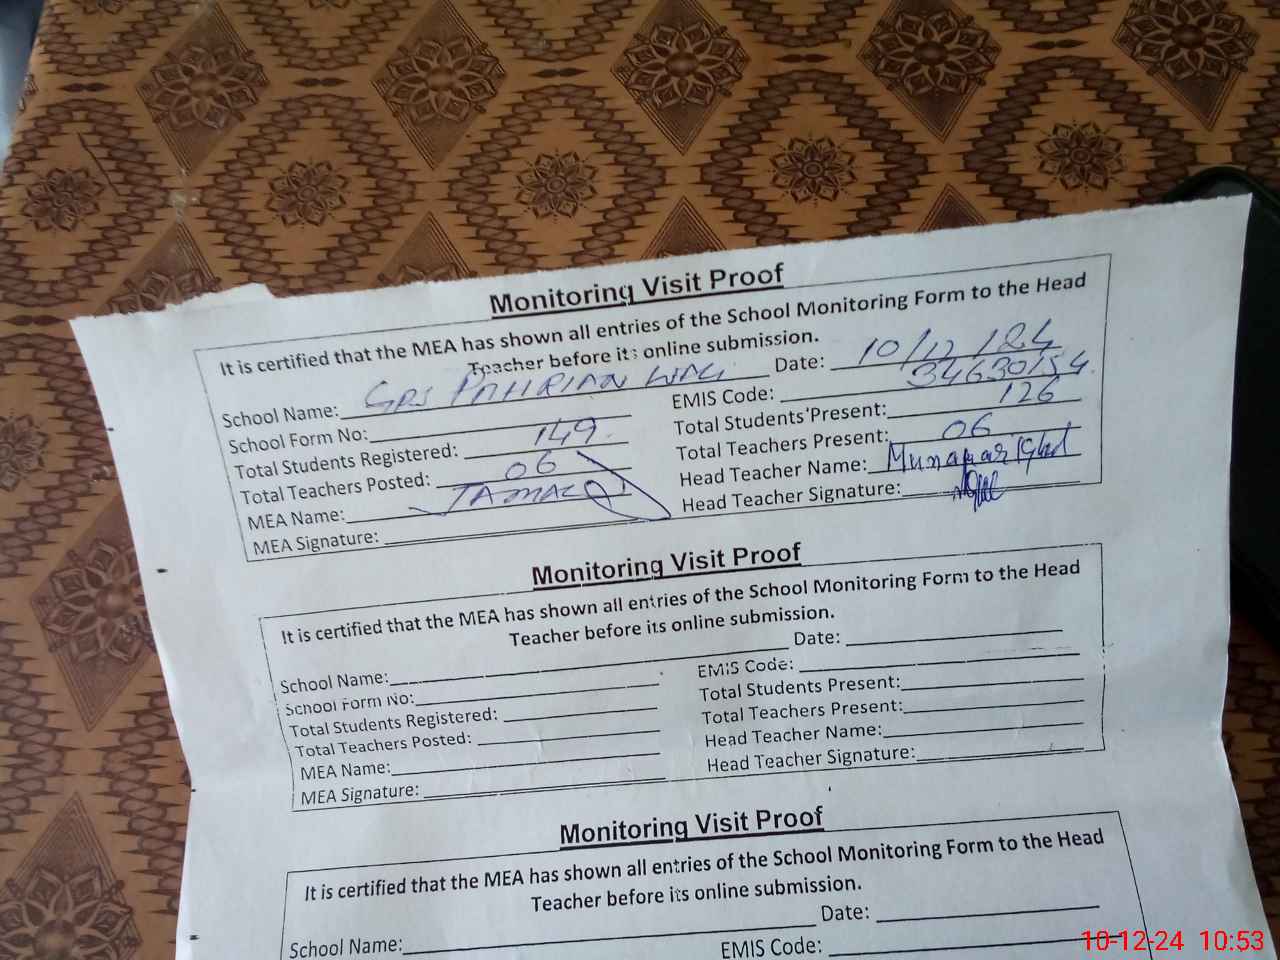 Monitoring Visit Proof
It is certified that the MEA has shown all entries of the School Monitoring Form to the Head
Teacher before its online submission.
School Name: GPS PAHRIAN Date: 10/12/24
School Form No: EMIS Code: 34630154
Total Students Registered: 149 Total Students Present: 126
Total Teachers Posted: 06 Total Teachers Present: 06
MEA Name: JAMAL Head Teacher Name:
MEA Signature: Head Teacher Signature:
Monitoring Visit Proof
It is certified that the MEA has shown all entries of the School Monitoring Form to the Head
Teacher before its online submission.
School Name: Date:
School Form No: EMIS Code:
Total Students Registered: Total Students Present:
Total Teachers Posted: Total Teachers Present:
MEA Name: Head Teacher Name:
MEA Signature: Head Teacher Signature:
Monitoring Visit Proof
It is certified that the MEA has shown all entries of the School Monitoring Form to the Head
Teacher before its online submission.
Date:
School Name: EMIS Code:
10-12-24 10:53